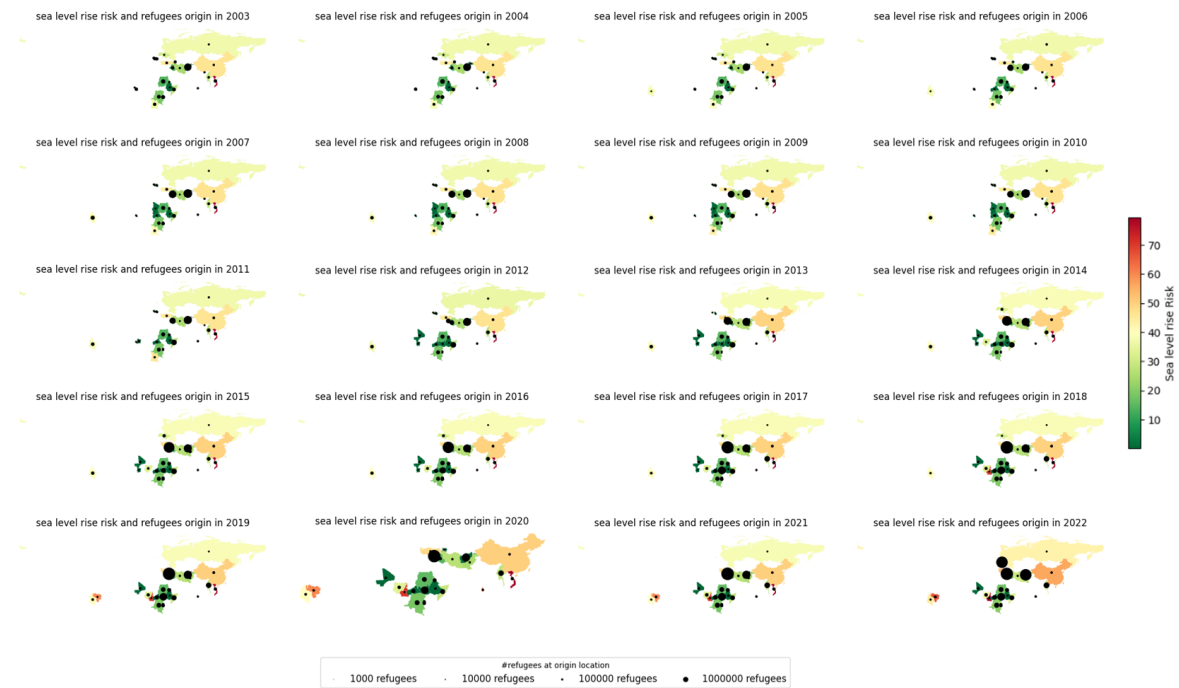 sea level rise risk and refugees origin in 2003
sea level rise risk and refugees origin in 2004
sea level rise risk and refugees origin in 2005
sea level rise risk and refugees origin in 2006
sea level rise risk and refugees origin in 2007
sea level rise risk and refugees origin in 2008
sea level rise risk and refugees origin in 2009
sea level rise risk and refugees origin in 2010
sea level rise risk and refugees origin in 2011
sea level rise risk and refugees origin in 2012
sea level rise risk and refugees origin in 2013
sea level rise risk and refugees origin in 2014
sea level rise risk and refugees origin in 2015
sea level rise risk and refugees origin in 2016
sea level rise risk and refugees origin in 2017
sea level rise risk and refugees origin in 2018
sea level rise risk and refugees origin in 2019
sea level rise risk and refugees origin in 2020
sea level rise risk and refugees origin in 2021
sea level rise risk and refugees origin in 2022
70
60
50
40
30
20
10
Sea level rise Risk
#refugees at origin location
1000 refugees 10000 refugees 100000 refugees 1000000 refugees